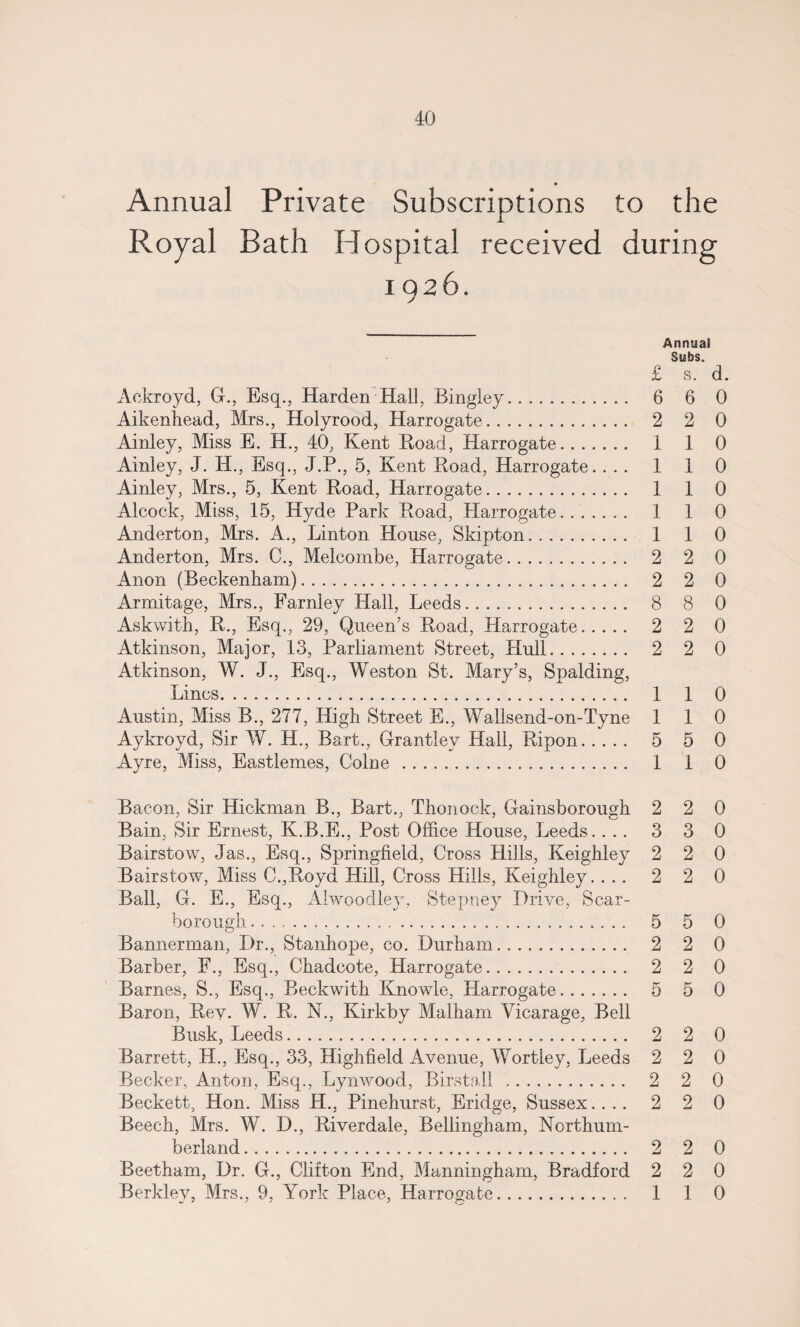 40
Annual Private Subscriptions to the
Royal Bath Hospital received during
1926.
Annual
Subs.
£ s. d.
Ackroyd, G., Esq., Harden Hall, Bingley............ 6 6 0
Aikenhead, Mrs., Holyrood, Harrogate.............. 2 2 0
Ainley, Miss E. H., 40, Kent Road, Harrogate....... 1 1 0
Ainley, J. H., Esq., J.P., 5, Kent Road, Harrogate.... 1 1 0
Ainley, Mrs., 5, Kent Road, Harrogate.............. 1 1 0
Alcock, Miss, 15, Hyde Park Road, Harrogate....... 1 1 0
Anderton, Mrs. A., Linton House, Skipton.......... 1 1 0
Anderton, Mrs. C., Melcombe, Harrogate............ 2 2 0
Anon (Beckenham)................................ 2 2 0
Armitage, Mrs., Farnley Hall, Leeds................ 8 8 0
Askwith, R., Esq., 29, Queen's Road, Harrogate..... 2 2 0
Atkinson, Major, 13, Parliament Street, Hull........ 2 2 0
Atkinson, W. J., Esq., Weston St. Mary's, Spalding,
Lincs........................................ 1 1 0
Austin, Miss B., 277, High Street E., Wallsend-on-Tyne 1 1 0
Aykroyd, Sir W. H., Bart., Grantley Hall, Ripon..... 5 5 0
Ayre, Miss, Eastlemes, Colne ...................... 1 1 0
Bacon, Sir Hickman B., Bart., Thonock, Gainsborough 2 2 0
Bain, Sir Ernest, K.B.E., Post Office House, Leeds.... 3 3 0
Bairstow, Jas., Esq., Springfield, Cross Hills, Keighley 2 2 0
Bairstow, Miss C.,Royd Hill, Cross Hills, Keighley.... 2 2 0
Ball, G. E., Esq., Alwoodley, Stepney Drive, Scar-
borough..................................... 5 5 0
Bannerman, Dr., Stanhope, co. Durham............. 2 2 0
Barber, F., Esq., Chadcote, Harrogate.............. 2 2 0
Barnes, S., Esq., Beckwith Knowle, Harrogate....... 5 5 0
Baron, Rev. W. R. N., Kirkby Malham Vicarage, Bell
Busk, Leeds................................. 2 2 0
Barrett, H., Esq., 33, Highfield Avenue, Wortley, Leeds 2 2 0
Becker, Anton, Esq., Lynwood, Birstall ............ 2 2 0
Beckett, Hon. Miss H., Pinehurst, Eridge, Sussex.... 2 2 0
Beech, Mrs. W. D., Riverdale, Bellingham, Northum-
berland...................................... 2 2 0
Beetham, Dr. G., Clifton End, Manningham, Bradford 2 2 0
Berkley, Mrs., 9, York Place, Harrogate............. 1 1 0